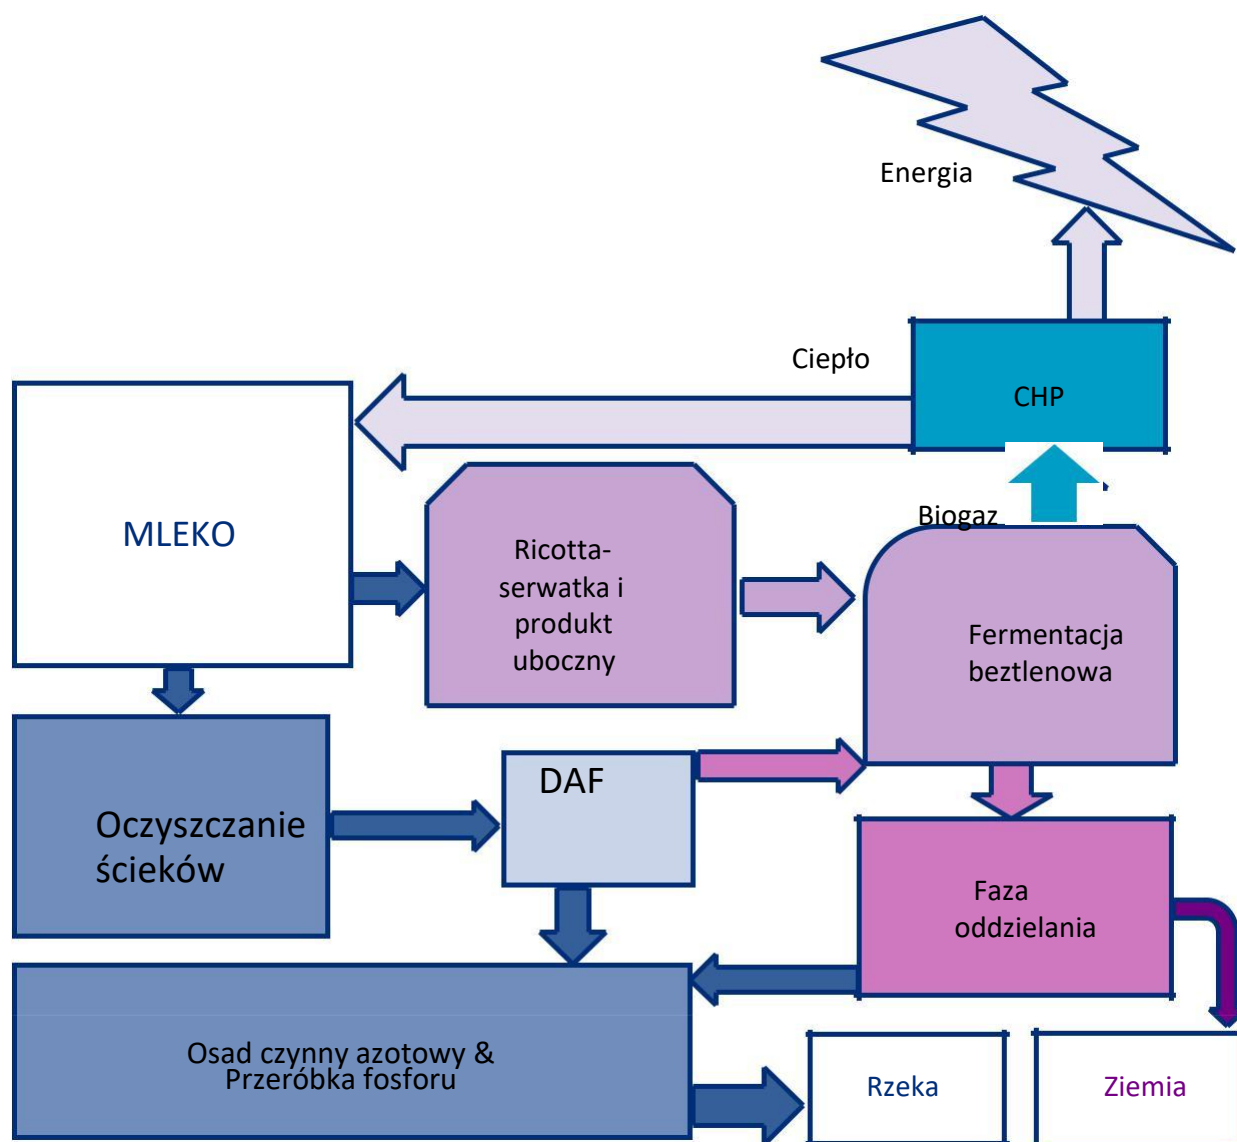 Energia
Ciepło
CHP
MLEKO
Biogaz
Ricotta-
serwatka i
produkt
uboczny
Fermentacja
beztlenowa
DAF
Oczyszczanie
ścieków
Faza
oddzielania
Osad czynny azotowy &
Przeróbka fosforu
Rzeka
Ziemia